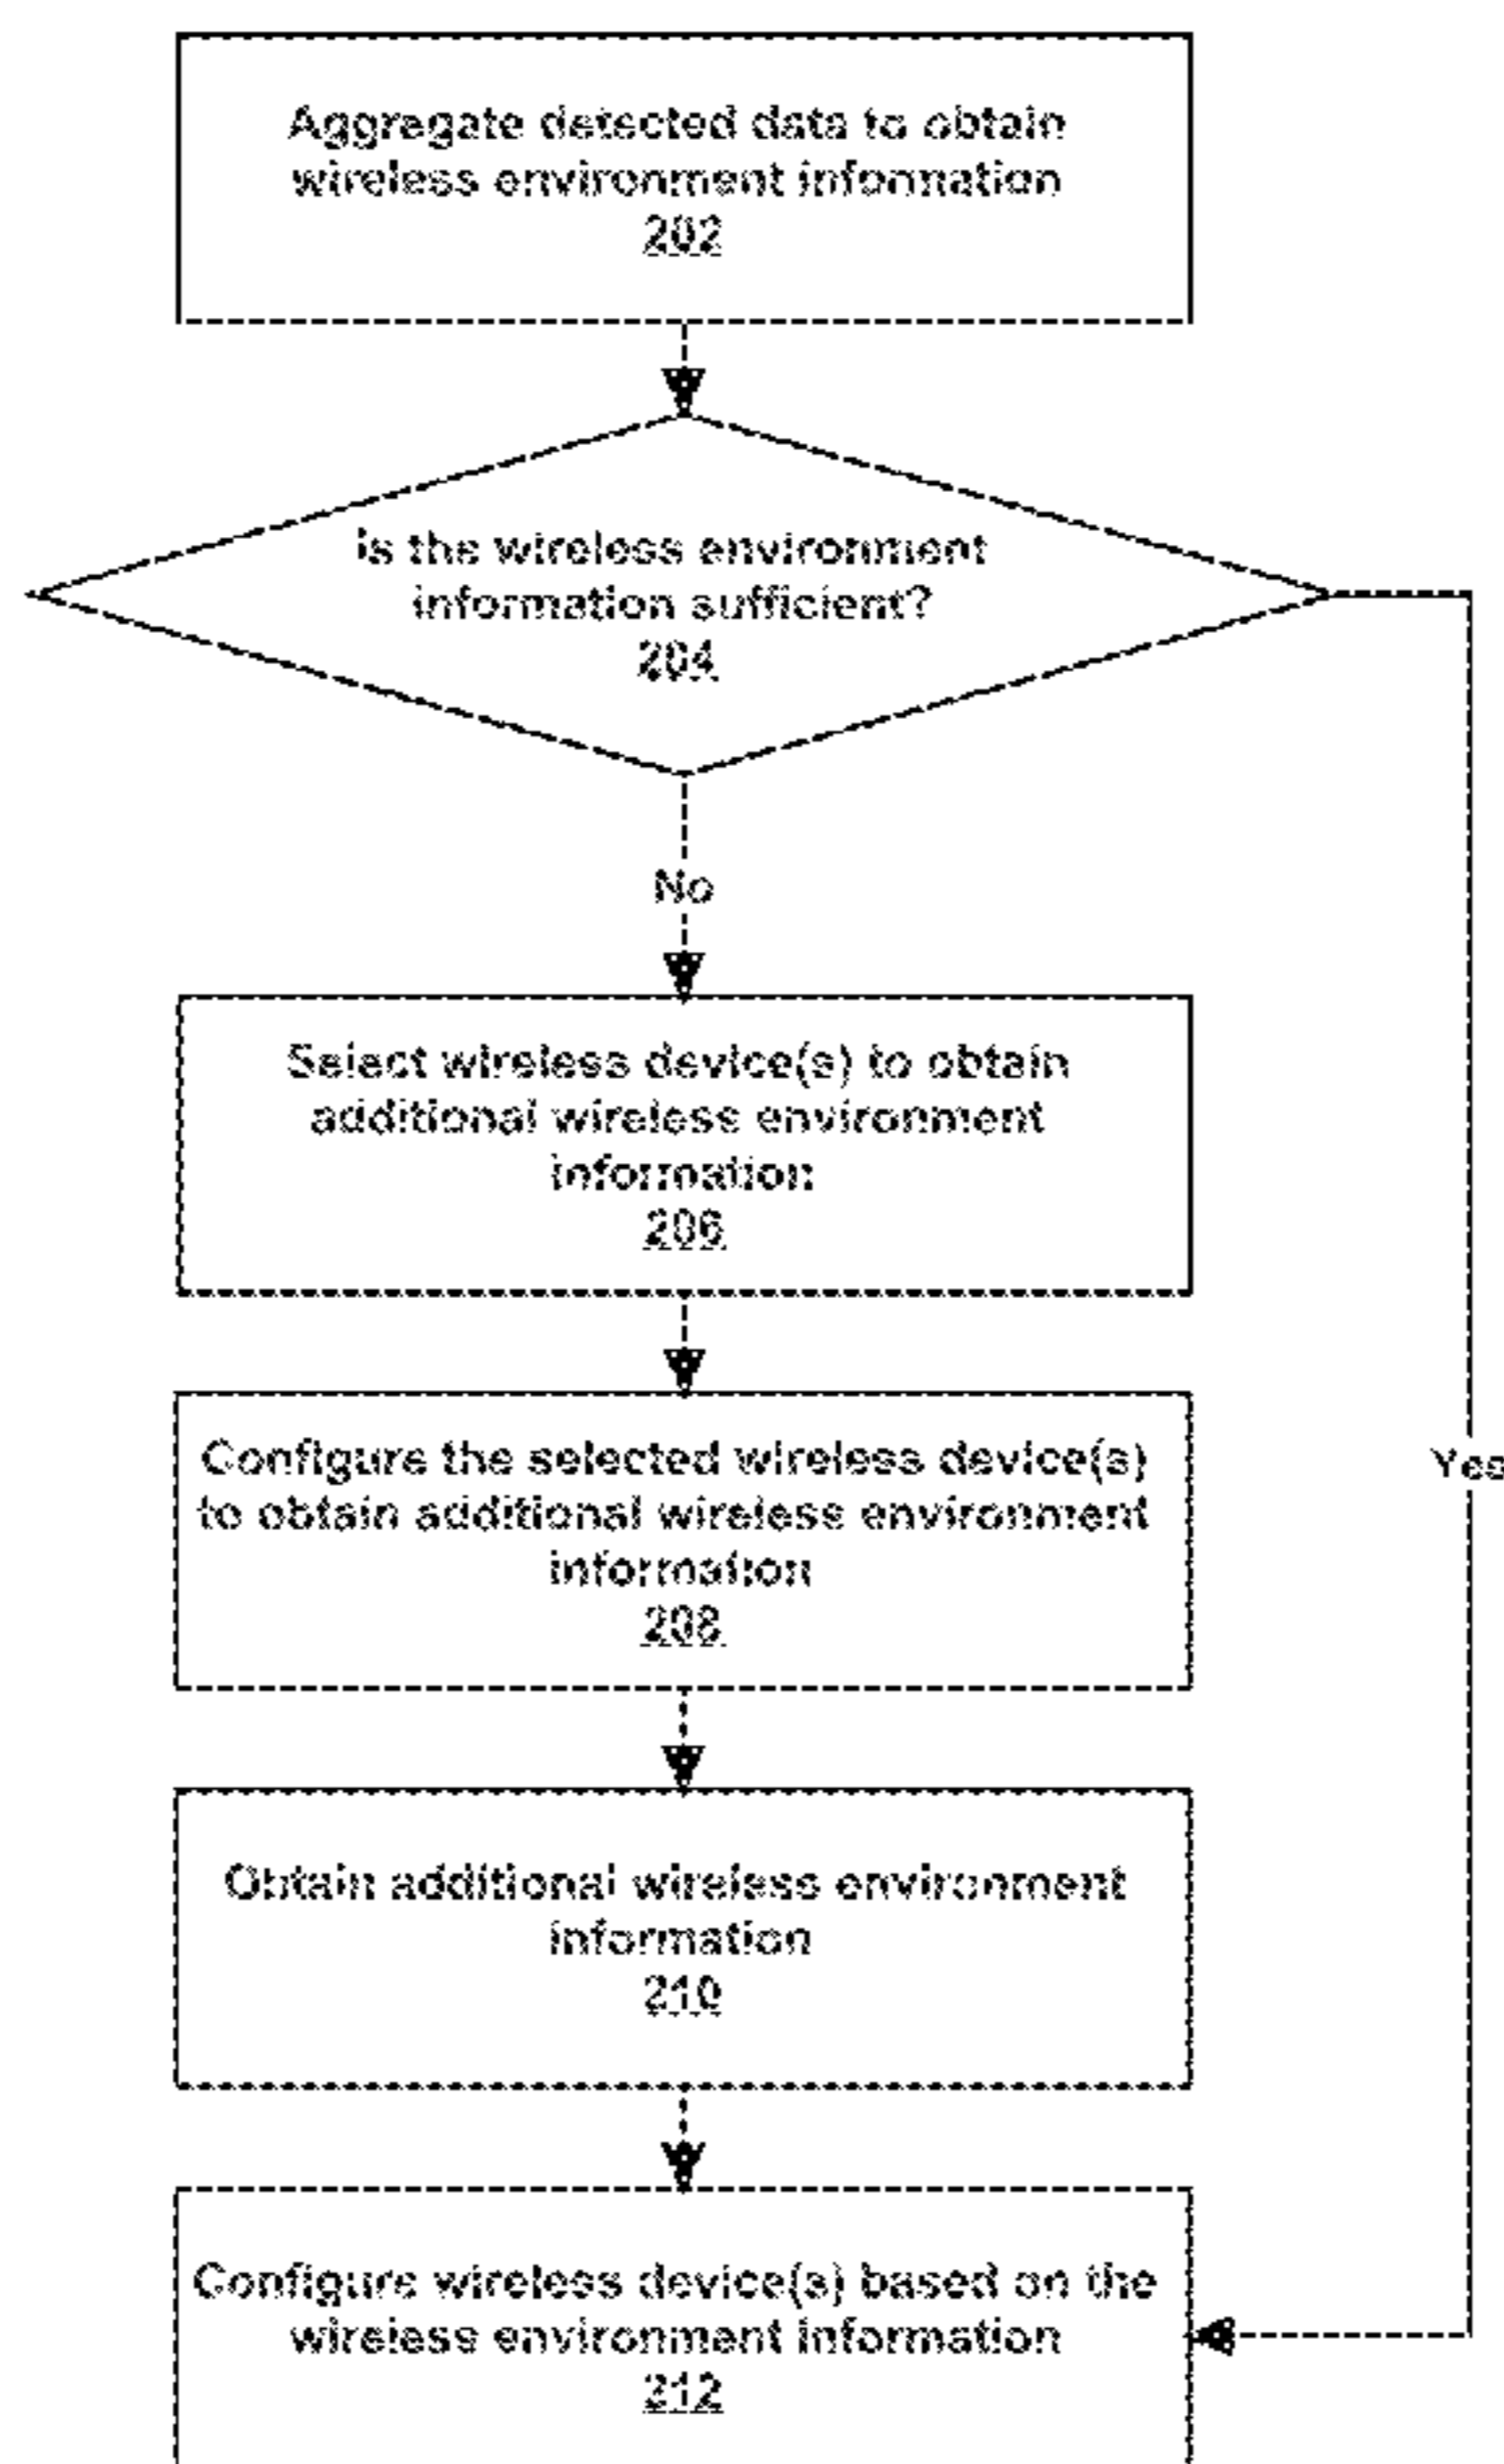 Aggregate detected data to obtain
wireless environment information
202
is the wireless environment
information sufficient?
204
No
Select wireless device(s) to obtain
additional wireless environment
information
206
Configure the selected wireless device(s)
to obtain additional wireless environment
information
208
Yes
Obtain additional wireless environment
information
210
Configure wireless device(s) based on the
wireless environment information
212